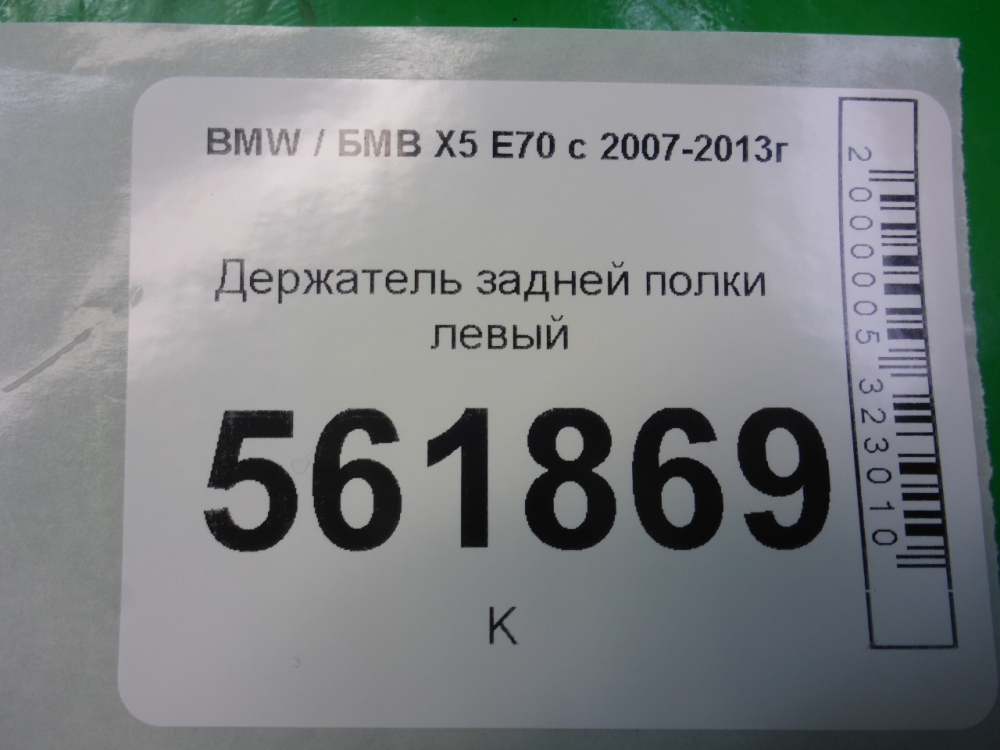 BMW / БМВ X5 E70 с 2007-2013г
Держатель задней полки
левый
561869
К
2000005323010